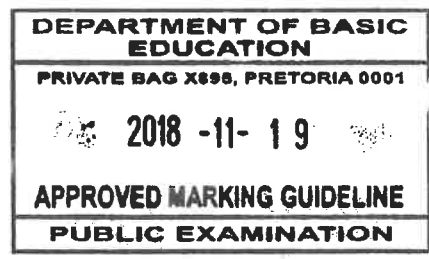 DEPARTMENT OF BASIC
EDUCATION
PRIVATE BAG X895, PRETORIA 0001
2018 -11- 19
APPROVED MARKING GUIDELINE
PUBLIC EXAMINATION